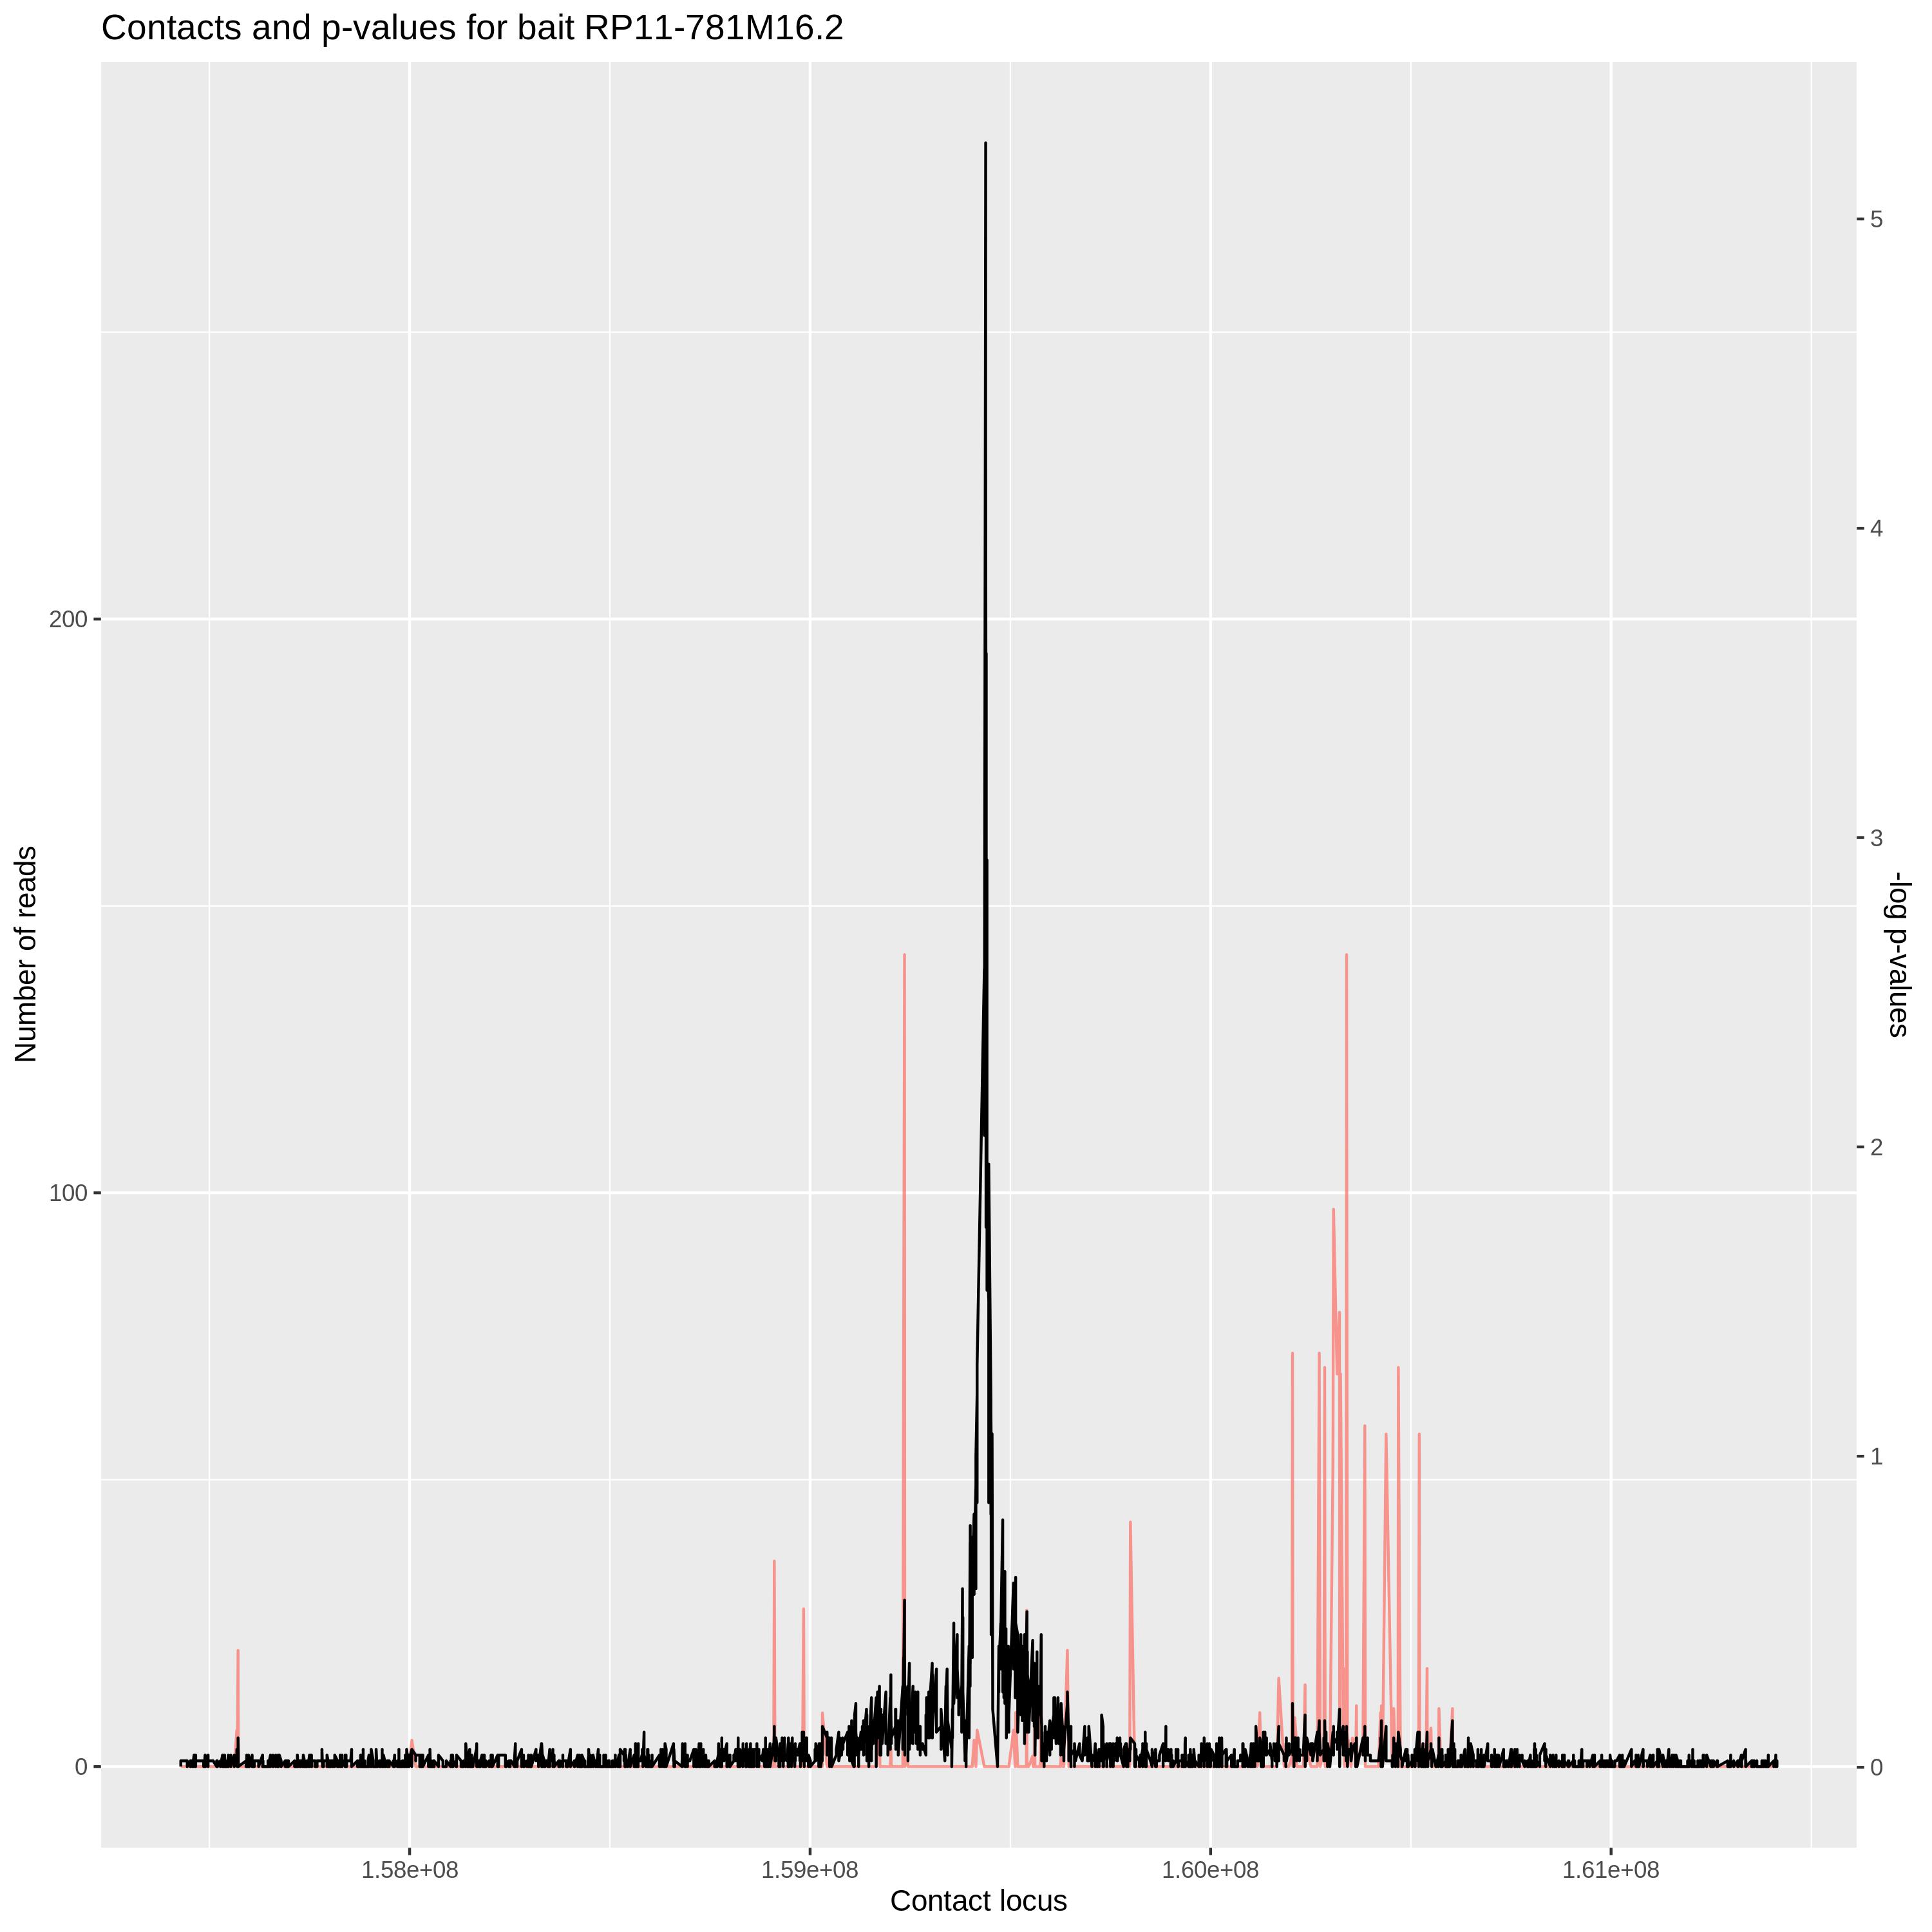 Contacts and p-values for bait RP11-781M16.2
Number of reads
200
100
0
5
4
3
2
1
0
-log p-values
1.58e+08 1.59e+08 1.60e+08 1.61e+08
Contact locus